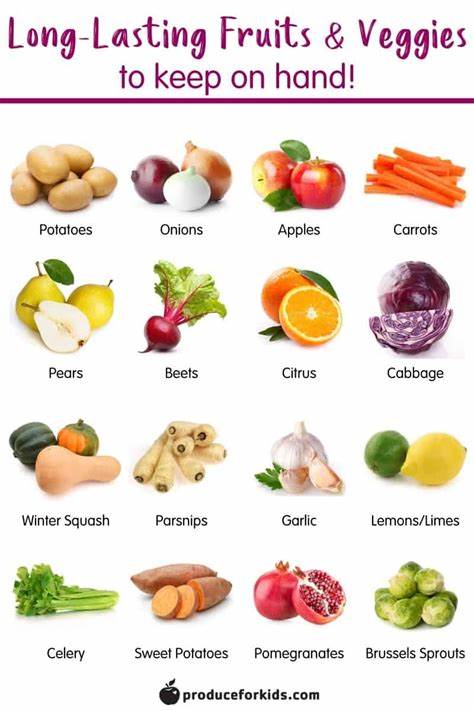 Long-Lasting Fruits & Veggies
to keep on hand!
Potatoes
Onions
Apples
Carrots
Pears
Beets
Citrus
Cabbage
Winter Squash
Parsnips
Garlic
Lemons/Limes
Celery
Sweet Potatoes
Pomegranates
Brussels Sprouts
produceforkids.com